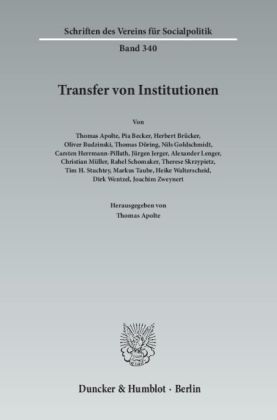 Schriften des Vereins für Socialpolitik
Band 340
Transfer von Institutionen
Von
Thomas Apolte, Pia Becker, Herbert Brücker,
Oliver Budzinski, Thomas Döring, Nils Goldschmidt,
Carsten Herrmann-Pillath, Jürgen Jerger, Alexander Lenger,
Christian Müller, Rahel Schomaker, Therese Skrzypietz,
Tim H. Stuchtey, Markus Taube, Heike Walterscheid,
Dirk Wentzel, Joachim Zweynert
Herausgegeben von
Thomas Apolte
Duncker & Humblot · Berlin